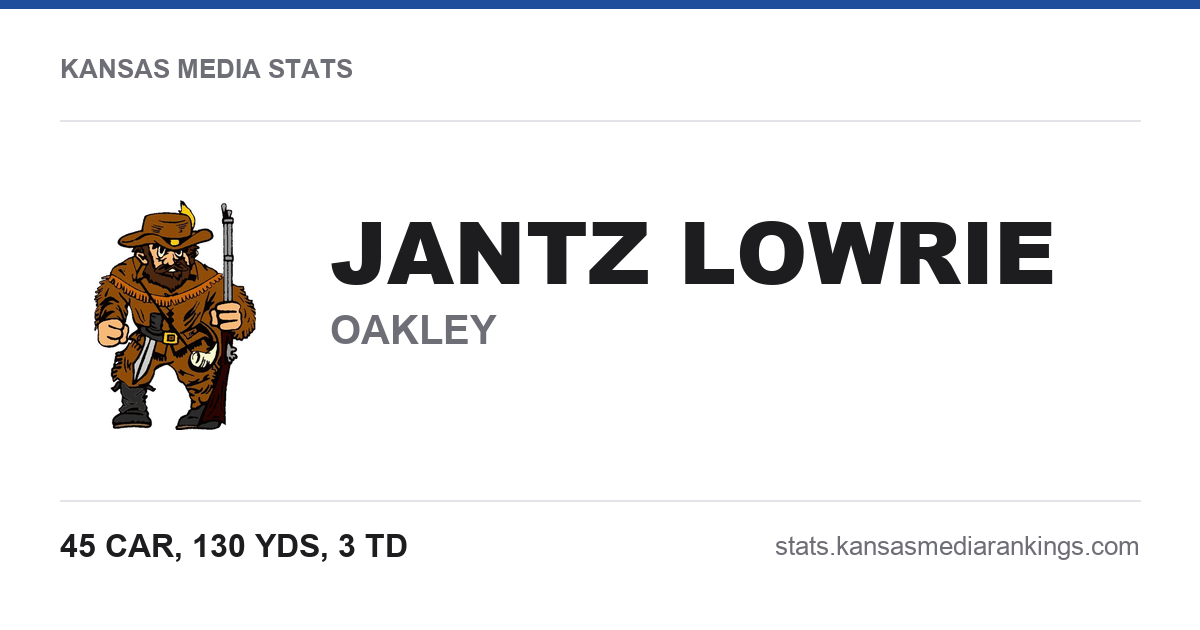 KANSAS MEDIA STATS
JANTZ LOWRIE
OAKLEY
45 CAR, 130 YDS, 3 TD
stats.kansasmediarankings.com